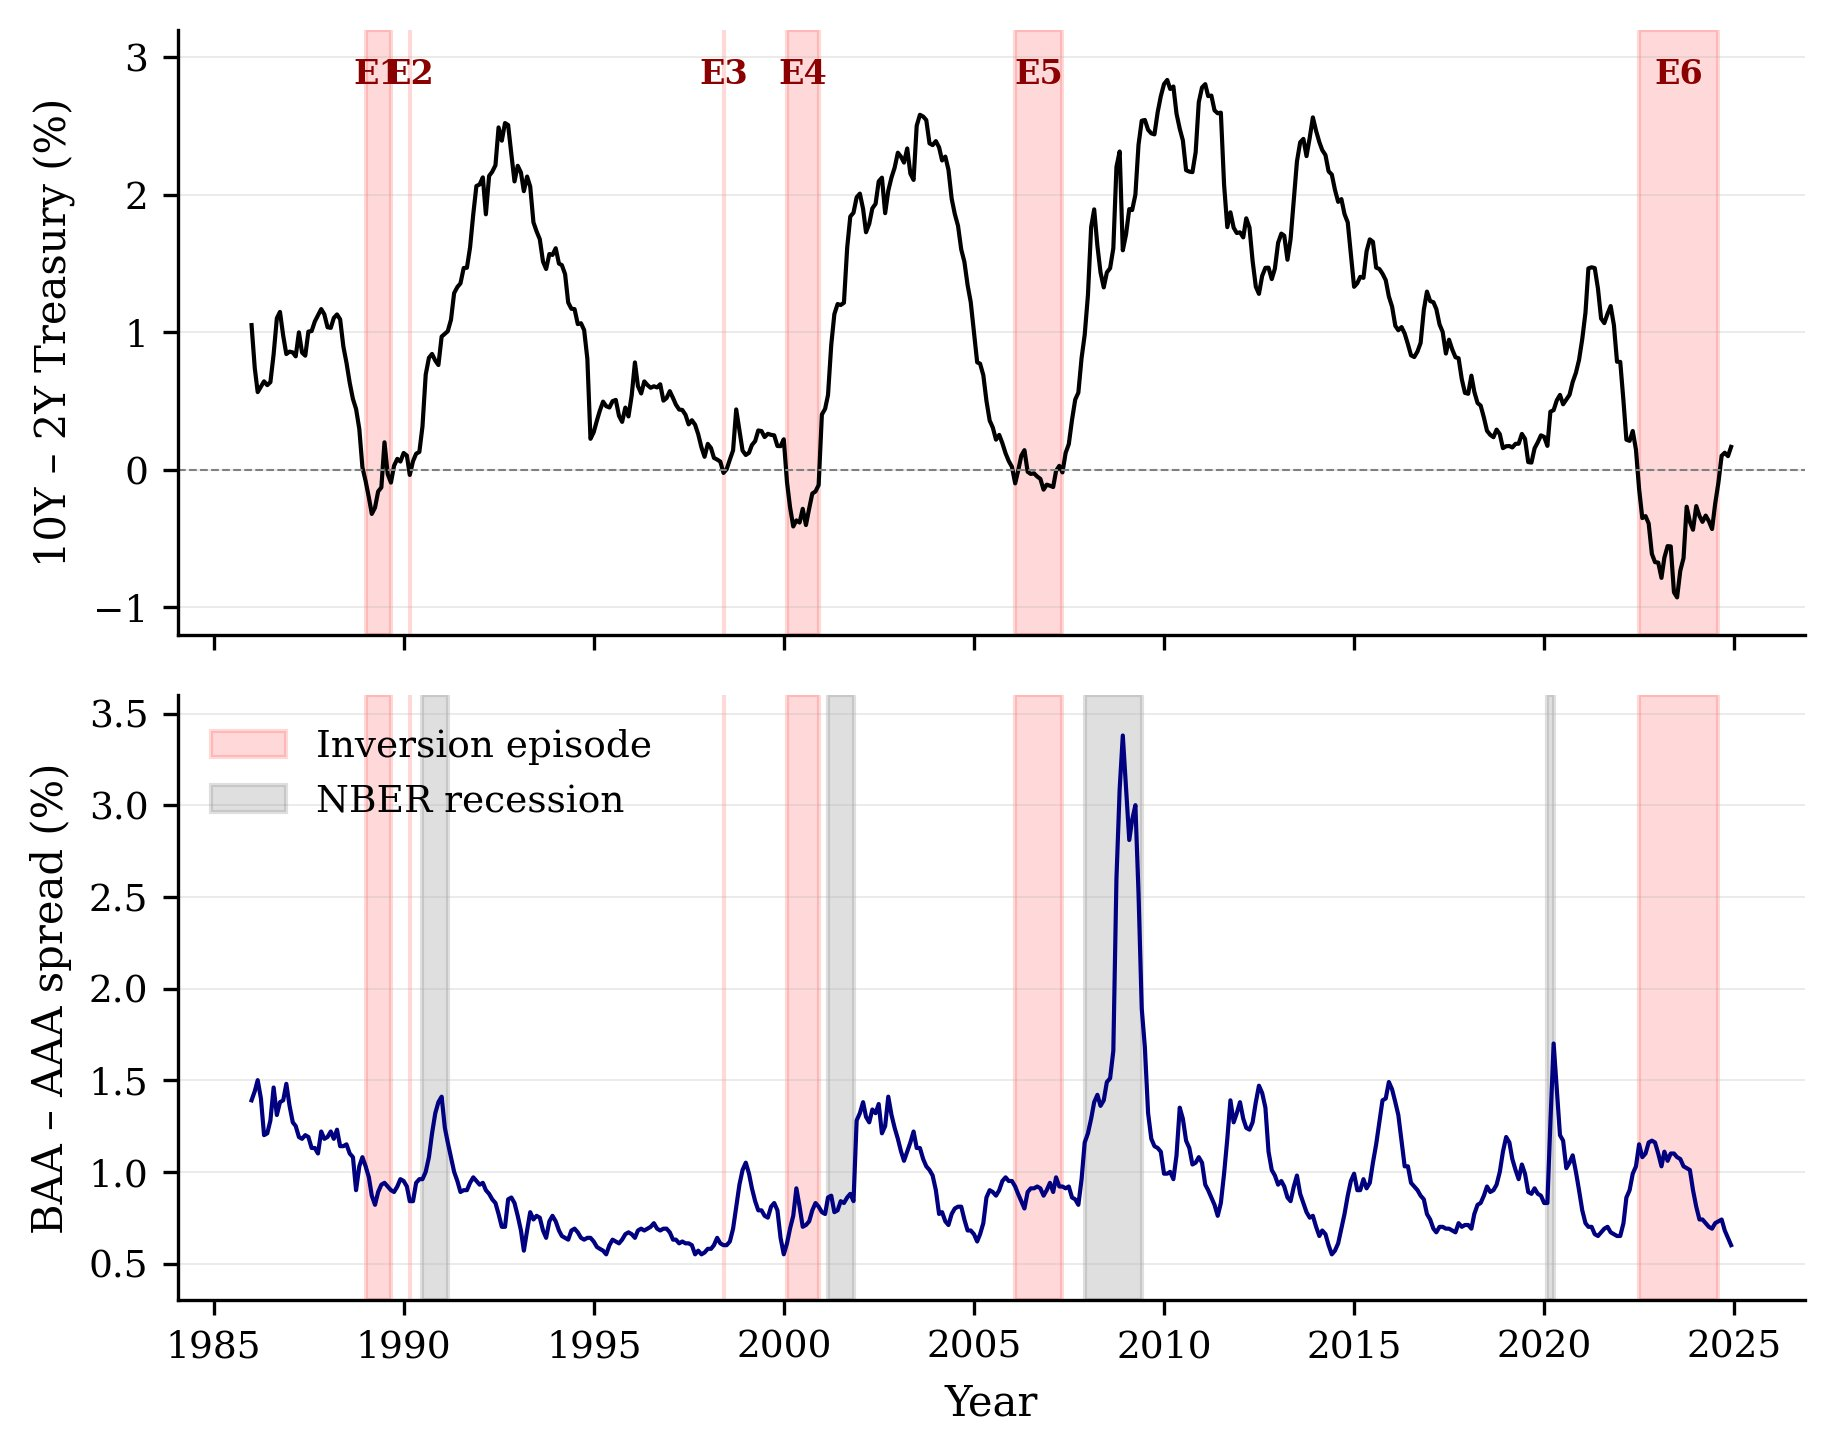 10Y – 2Y Treasury (%)
3
2
1
0
−1
E1
E2
E3
E4
E5
E6
BAA – AAA spread (%)
3.5
3.0
2.5
2.0
1.5
1.0
0.5
Inversion episode
NBER recession
1985 1990 1995 2000 2005 2010 2015 2020 2025
Year